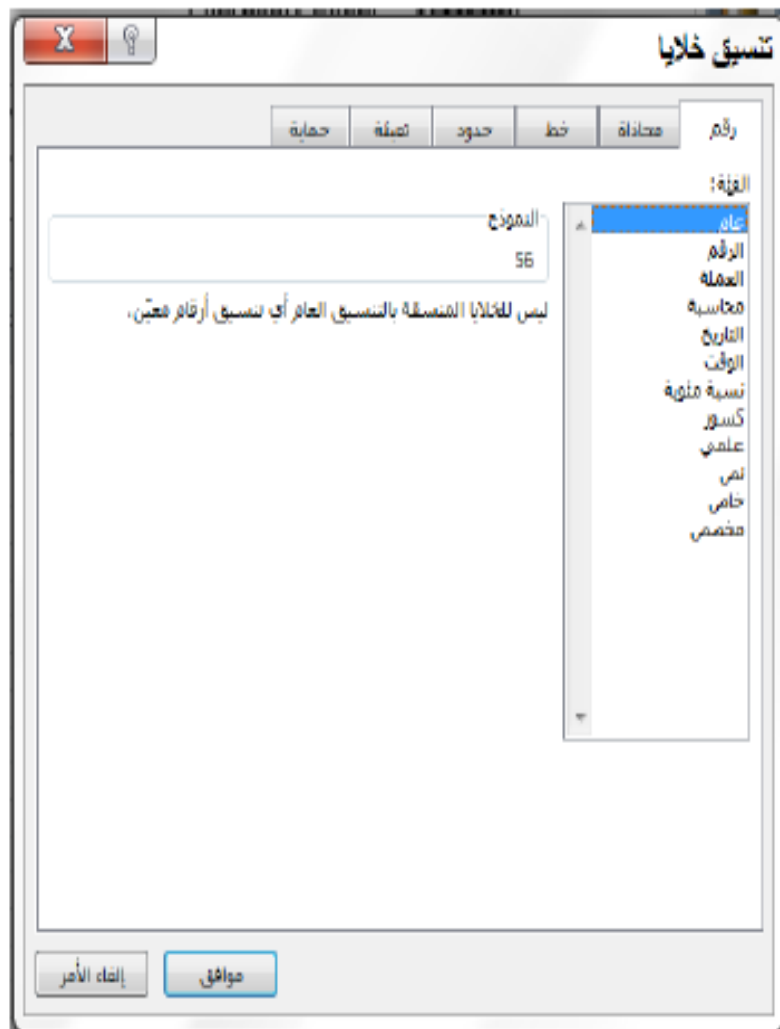 تنسيق خلايا
رقم محاذاة خط حدود تعبئة حماية
الفئة:
عام
الرقم
العملة
محاسبة
التاريخ
الوقت
نسبة مئوية
كسور
علمي
نص
خاص
مخصص
النموذج
56
ليس للخلايا المنسقة بالتنسيق العام أي تنسيق أرقام معيّن.
موافق إلغاء الأمر